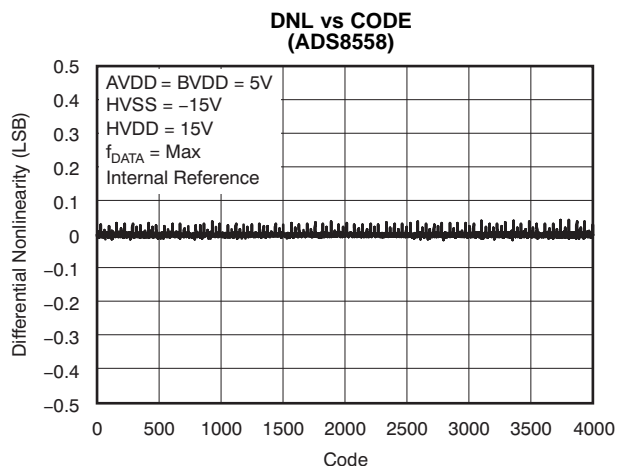 DNL vs CODE
(ADS8558)
0.5
0.4
0.3
0.2
0.1
0
−0.1
−0.2
−0.3
−0.4
−0.5
Differential Nonlinearity (LSB)
AVDD = BVDD = 5V
HVSS = −15V
HVDD = 15V
fDATA = Max
Internal Reference
0 500 1000 1500 2000 2500 3000 3500 4000
Code